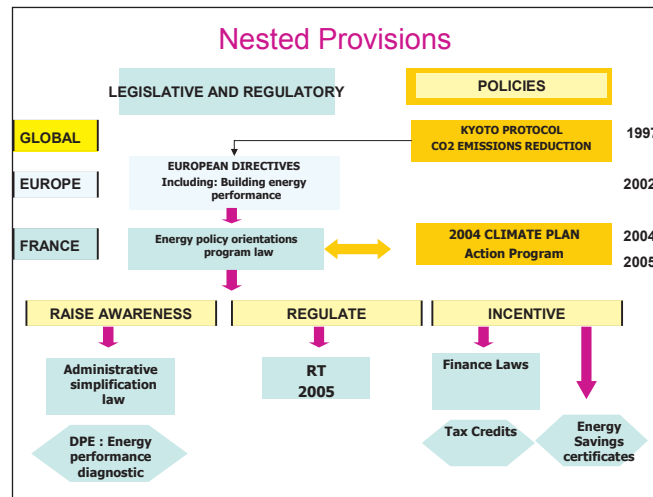 Nested Provisions
LEGISLATIVE AND REGULATORY
POLICIES
GLOBAL
KYOTO PROTOCOL
CO2 EMISSIONS REDUCTION
1997
EUROPEAN DIRECTIVES
Including: Building energy
performance
EUROPE
2002
FRANCE
Energy policy orientations
program law
2004 CLIMATE PLAN
Action Program
2004
2005
RAISE AWARENESS
REGULATE
INCENTIVE
Administrative
simplification
law
RT
2005
Finance Laws
DPE : Energy
performance
diagnostic
Tax Credits
Energy
Savings
certificates